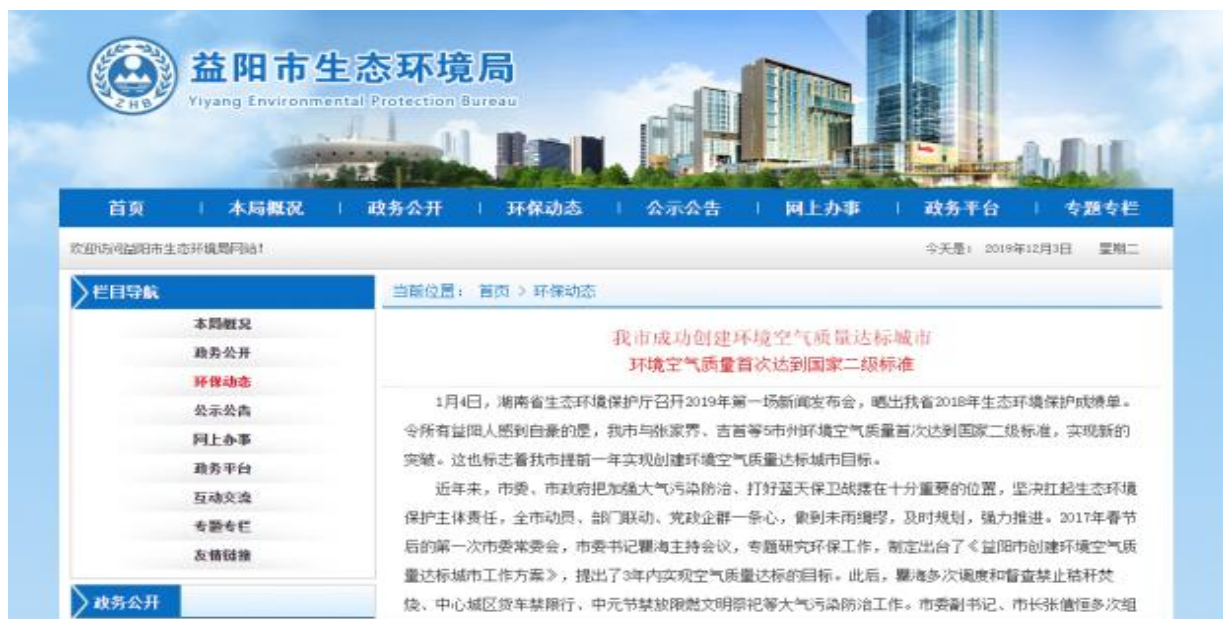 益阳市生态环境局
Yiyang Environmental Protection Bureau
ZHB
首页 | 本局概况 | 政务公开 | 环保动态 | 公示公告 | 网上办事 | 政务平台 | 专题专栏
欢迎访问益阳市生态环境局网站! 今天是: 2019年12月3日 星期二
栏目导航
本局概况
政务公开
环保动态
公示公告
网上办事
政务平台
互动交流
专题专栏
友情链接
政务公开
当前位置: 首页 > 环保动态
我市成功创建环境空气质量达标城市
环境空气质量首次达到国家二级标准
1月4日,湖南省生态环境保护厅召开2019年第一场新闻发布会,晒出我省2018年生态环境保护成绩单。
令所有益阳人感到自豪的是,我市与张家界、吉首等5市州环境空气质量首次达到国家二级标准,实现新的
突破。这也标志着我市提前一年实现创建环境空气质量达标城市目标。
近年来,市委、市政府把加强大气污染防治、打好蓝天保卫战摆在十分重要的位置,坚决扛起生态环境
保护主体责任,全市动员、部门联动、党政企群一条心,做到未雨绸缪,及时规划,强力推进。2017年春节
后的第一次市委常委会,市委书记瞿海主持会议,专题研究环保工作,制定出台了《益阳市创建环境空气质
量达标城市工作方案》,提出了3年内实现空气质量达标的目标。此后,瞿海多次调度和督查禁止秸秆焚
烧、中心城区货车禁限行、中元节禁放限燃文明祭祀等大气污染防治工作。市委副书记、市长张值恒多次组